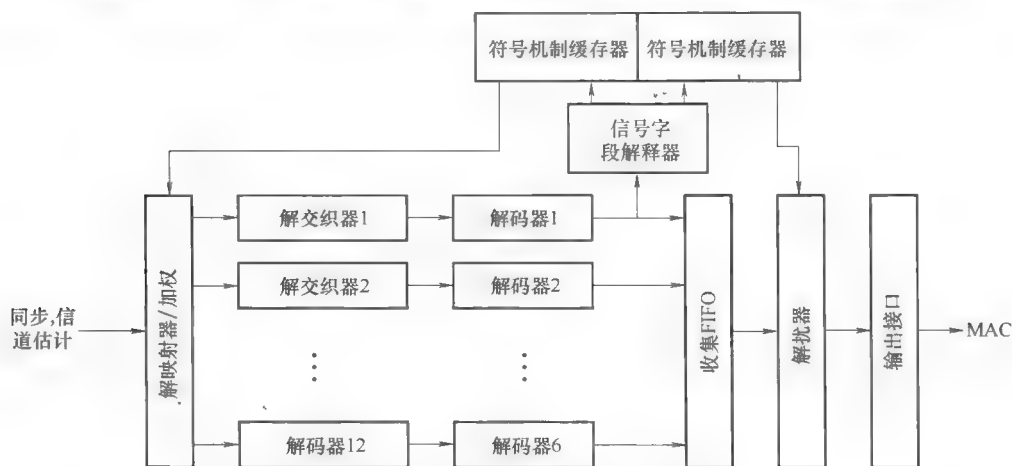 符号机制缓存器
符号机制缓存器
信号字
段解释器
解交织器1
解码器1
解交织器2
解码器2
同步,信
道估计
解映射器/加权
收集FIFO
解扰器
输出接口
MAC
⋮
⋮
解码器12
解码器6